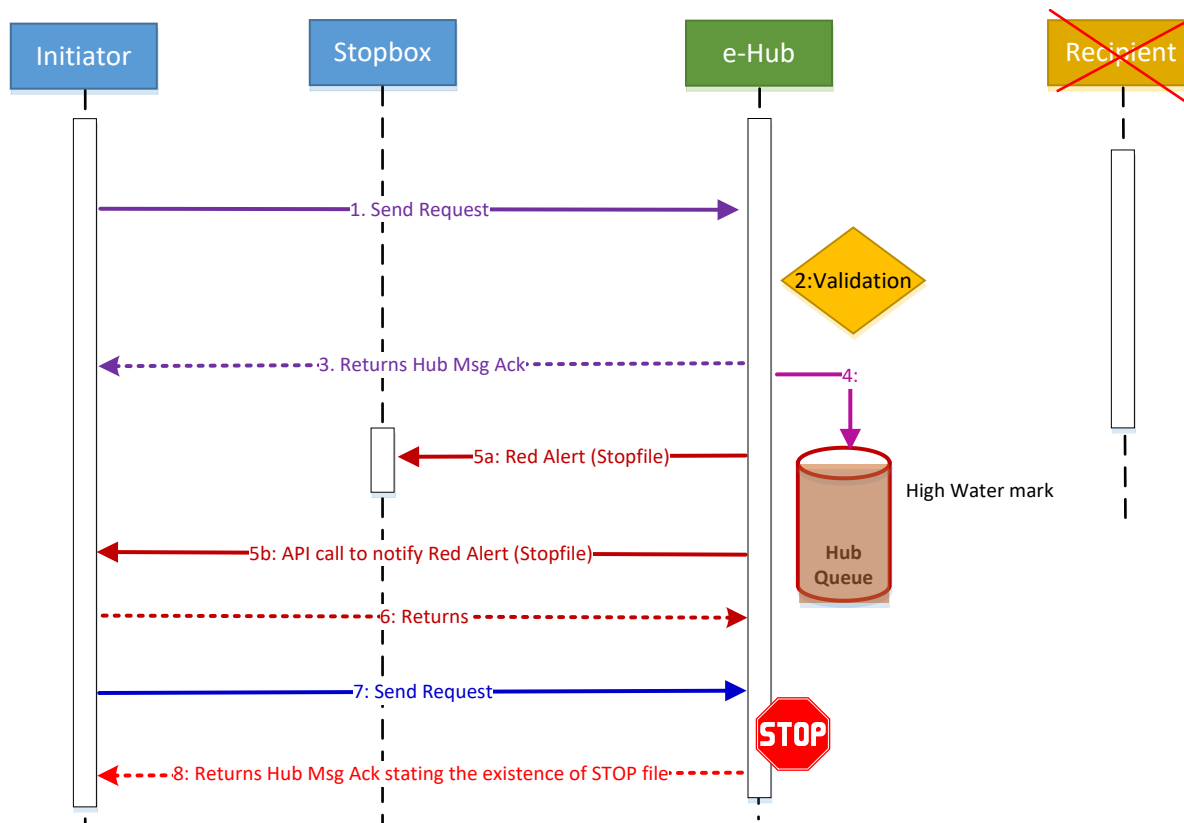 Initiator
Stopbox
e-Hub
Recipient
1. Send Request
2:Validation
3. Returns Hub Msg Ack
4:
5a: Red Alert (Stopfile)
High Water mark
5b: API call to notify Red Alert (Stopfile)
Hub
Queue
6: Returns
7: Send Request
STOP
8: Returns Hub Msg Ack stating the existence of STOP file